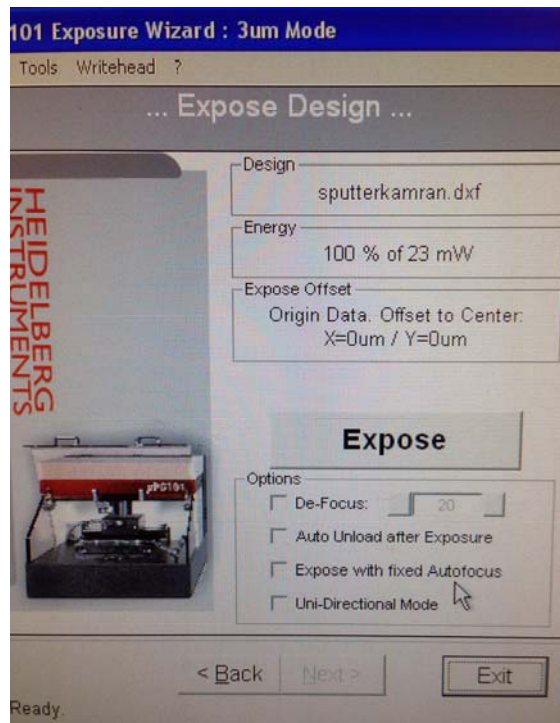 101 Exposure Wizard : 3um Mode
Tools Writehead ?
... Expose Design ...
HEIDELBERG
INSTRUMENTS
µPG101
Design
sputterkamran.dxf
Energy
100 % of 23 mW
Expose Offset
Origin Data. Offset to Center:
X=0um / Y=0um
Expose
Options
De-Focus: 20
Auto Unload after Exposure
Expose with fixed Autofocus
Uni-Directional Mode
< Back Next > Exit
Ready.